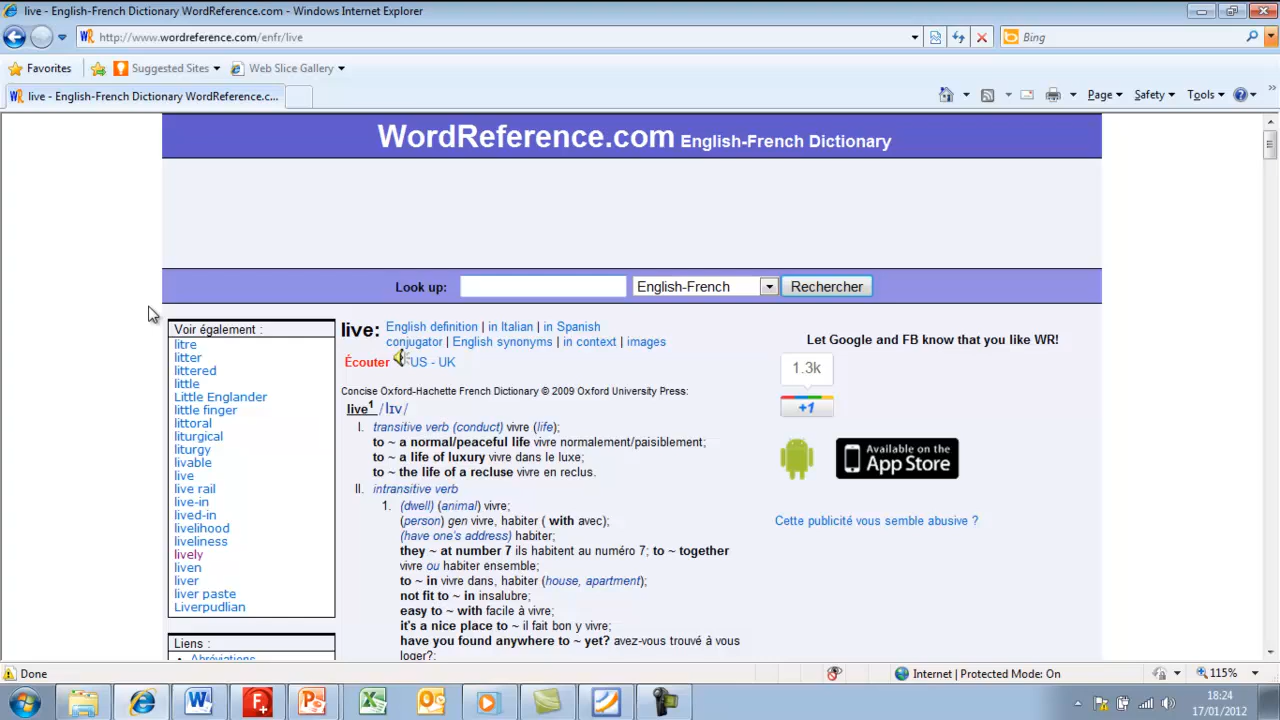 live - English-French Dictionary WordReference.com - Windows Internet Explorer
http://www.wordreference.com/enfr/live
Bing
Favorites Suggested Sites Web Slice Gallery
live - English-French Dictionary WordReference.c...
Page Safety Tools
WordReference.com English-French Dictionary
Look up: English-French Rechercher
Voir également :
litre
litter
littered
little
Little Englander
little finger
littoral
liturgical
liturgy
livable
live
live rail
live-in
lived-in
livelihood
liveliness
lively
liven
liver
liver paste
Liverpudlian
Liens :
Abréviations
live: English definition | in Italian | in Spanish
conjugator | English synonyms | in context | images
Écouter US - UK
Concise Oxford-Hachette French Dictionary © 2009 Oxford University Press:
live1 /lɪv/
I. transitive verb (conduct) vivre (life);
to ~ a normal/peaceful life vivre normalement/paisiblement;
to ~ a life of luxury vivre dans le luxe;
to ~ the life of a recluse vivre en reclus.
II. intransitive verb
1. (dwell) (animal) vivre;
(person) gen vivre, habiter ( with avec);
(have one's address) habiter;
they ~ at number 7 ils habitent au numéro 7; to ~ together
vivre ou habiter ensemble;
to ~ in vivre dans, habiter (house, apartment);
not fit to ~ in insalubre;
easy to ~ with facile à vivre;
it's a nice place to ~ il fait bon y vivre;
have you found anywhere to ~ yet? avez-vous trouvé à vous
loger?;
Let Google and FB know that you like WR!
1.3k
+1
Available on the
App Store
Cette publicité vous semble abusive ?
Done Internet | Protected Mode: On 115%
18:24
17/01/2012